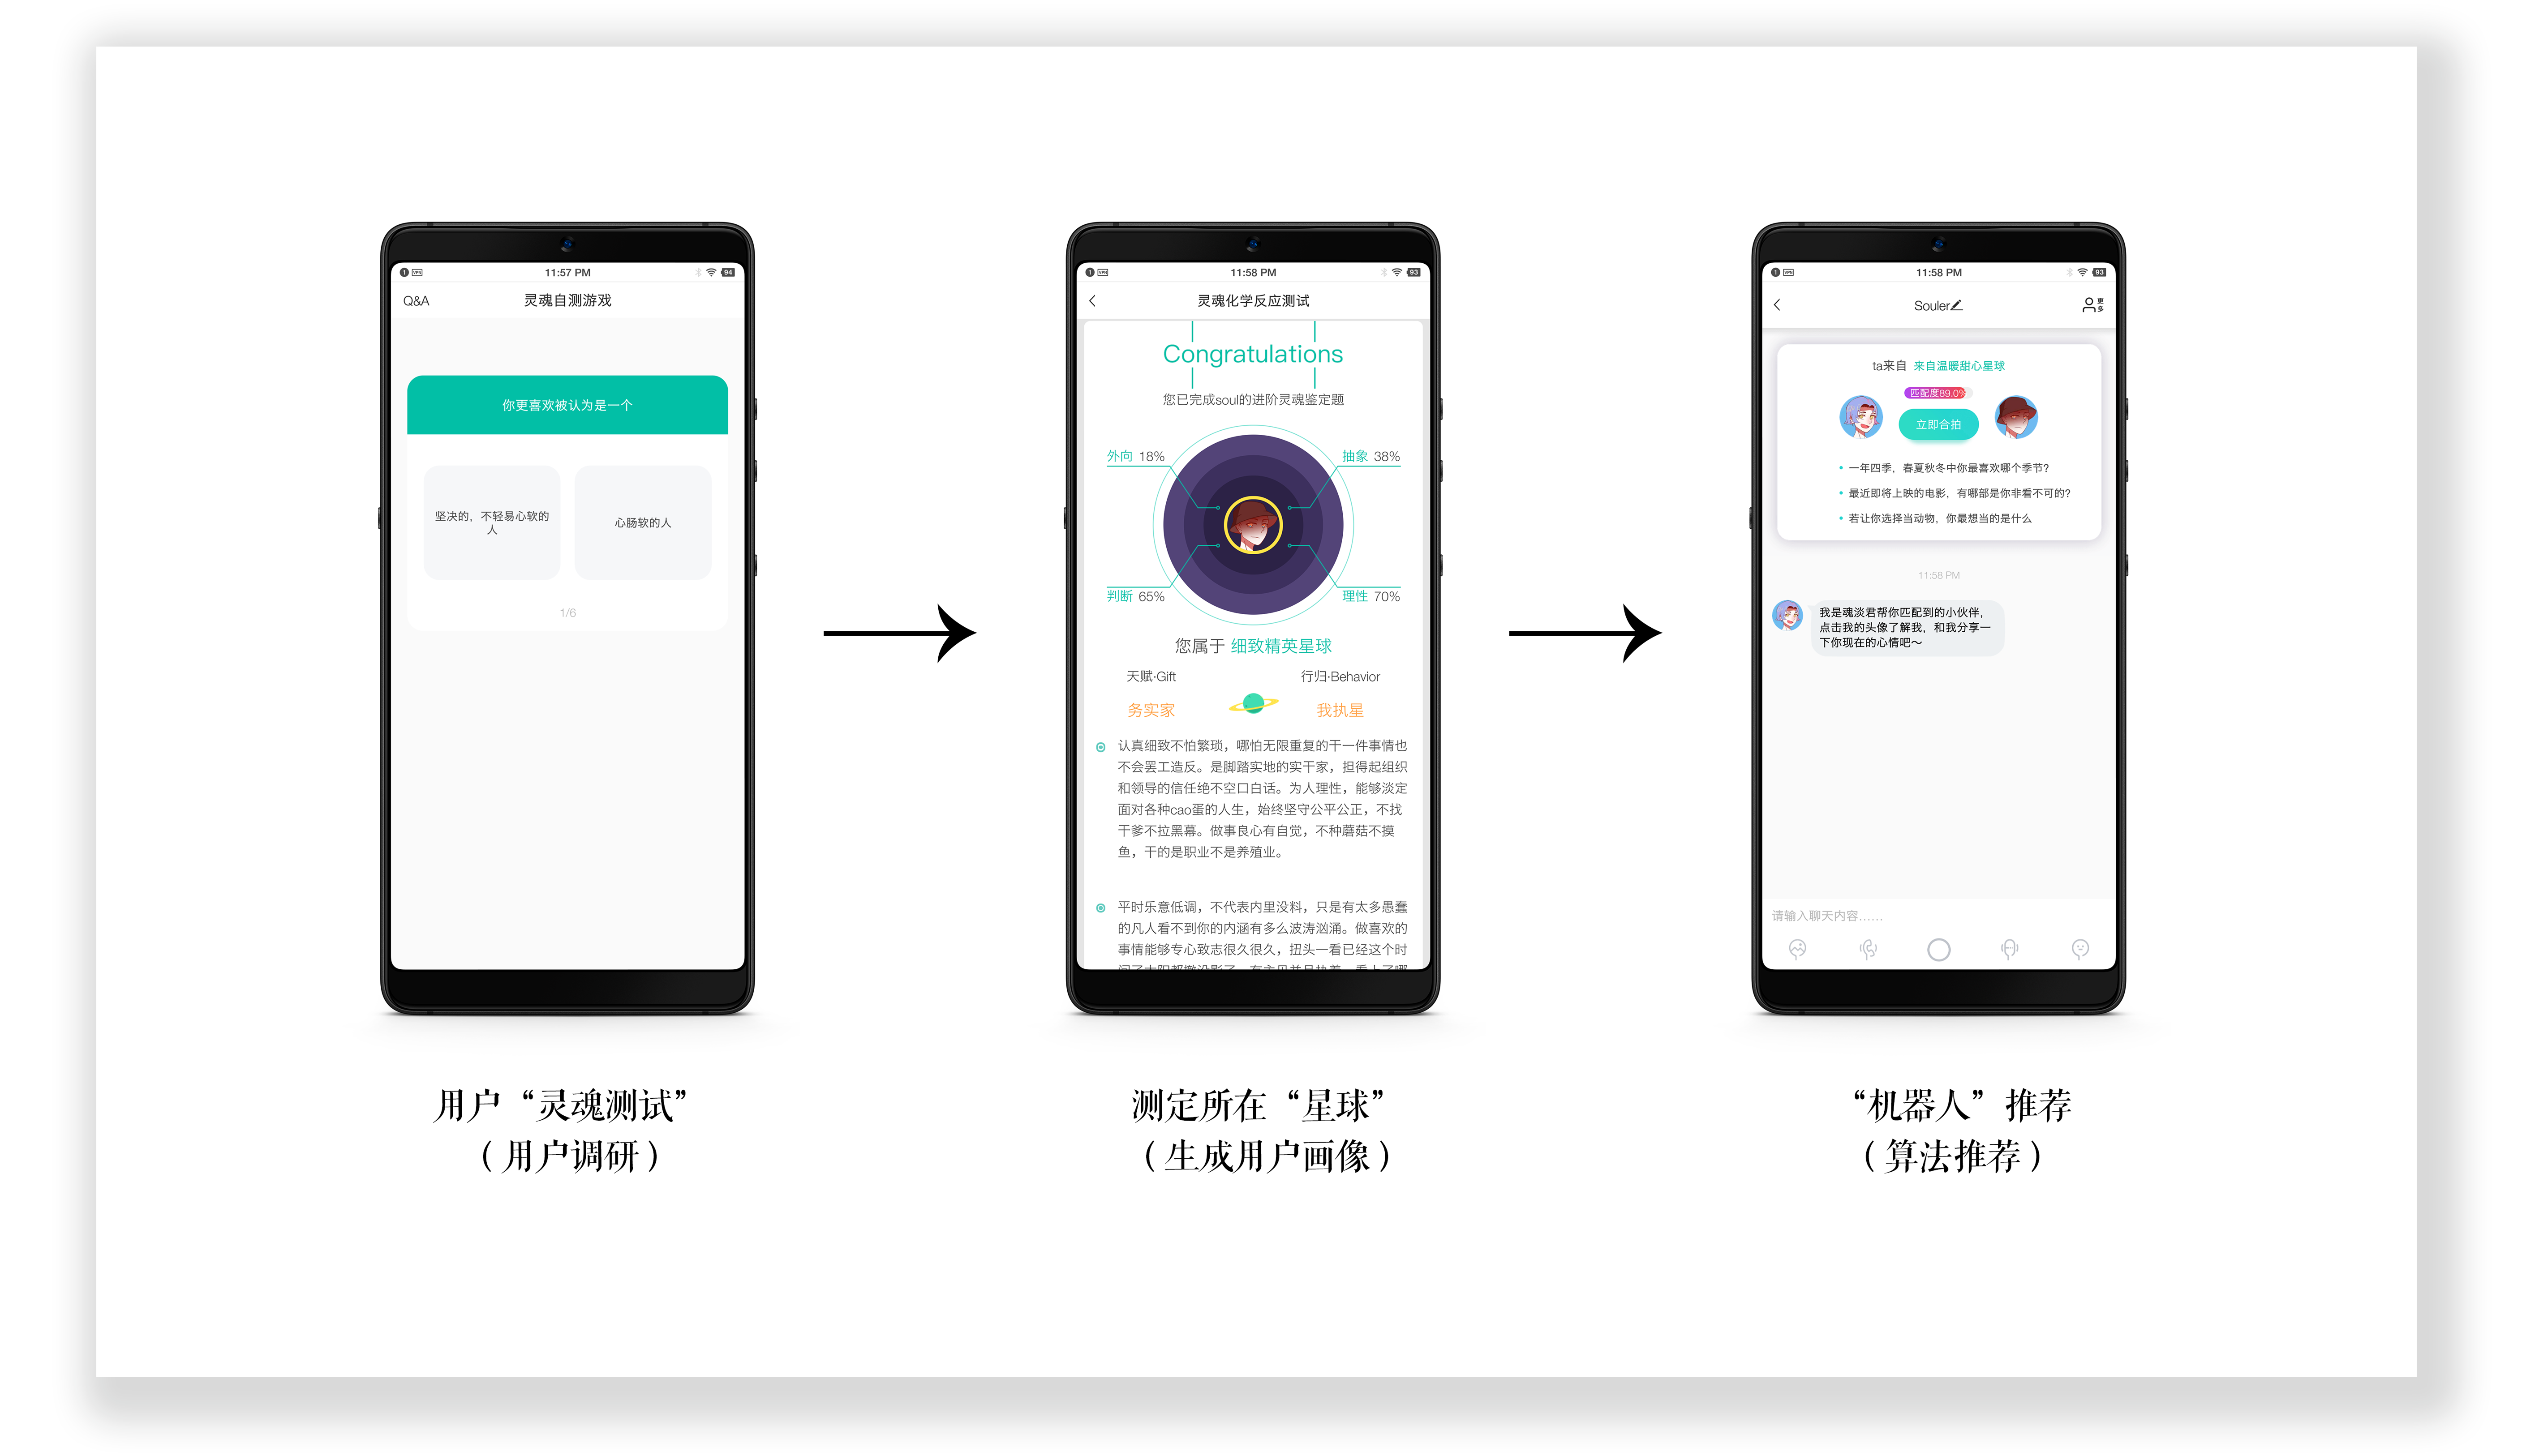 11:57 PM
94
Q&A
灵魂自测游戏
你更喜欢被认为是一个
坚决的，不轻易心软的
人
心肠软的人
1/6
用户“灵魂测试”
（用户调研）
1 VPN
11:58 PM
93
灵魂化学反应测试
Congratulations
您已完成soul的进阶灵魂鉴定题
外向 18%
抽象 38%
判断 65%
理性 70%
您属于 细致精英星球
天赋·Gift
行归·Behavior
务实家
我执星
认真细致不怕繁琐，哪怕无限重复的干一件事情也
不会罢工造反。是脚踏实地的实干家，担得起组织
和领导的信任绝不空口白话。为人理性，能够淡定
面对各种cao蛋的人生，始终坚守公平公正，不找
干爹不拉黑幕。做事良心有自觉，不种蘑菇不摸
鱼，干的是职业不是养殖业。
平时乐意低调，不代表内里没料，只是有太多愚蠢
的凡人看不到你的内涵有多么波涛汹涌。做喜欢的
事情能够专心致志很久很久，扭头一看已经这个时
测定所在“星球”
（生成用户画像）
1 VPN
11:58 PM
93
Souler
更多
ta来自 来自温暖甜心星球
匹配度89.0%
立即合拍
一年四季，春夏秋冬中你最喜欢哪个季节?
最近即将上映的电影，有哪部是你非看不可的?
若让你选择当动物，你最想当的是什么
11:58 PM
我是魂淡君帮你匹配到的小伙伴，
点击我的头像了解我，和我分享一
下你现在的心情吧～
请输入聊天内容……
“机器人”推荐
（算法推荐）